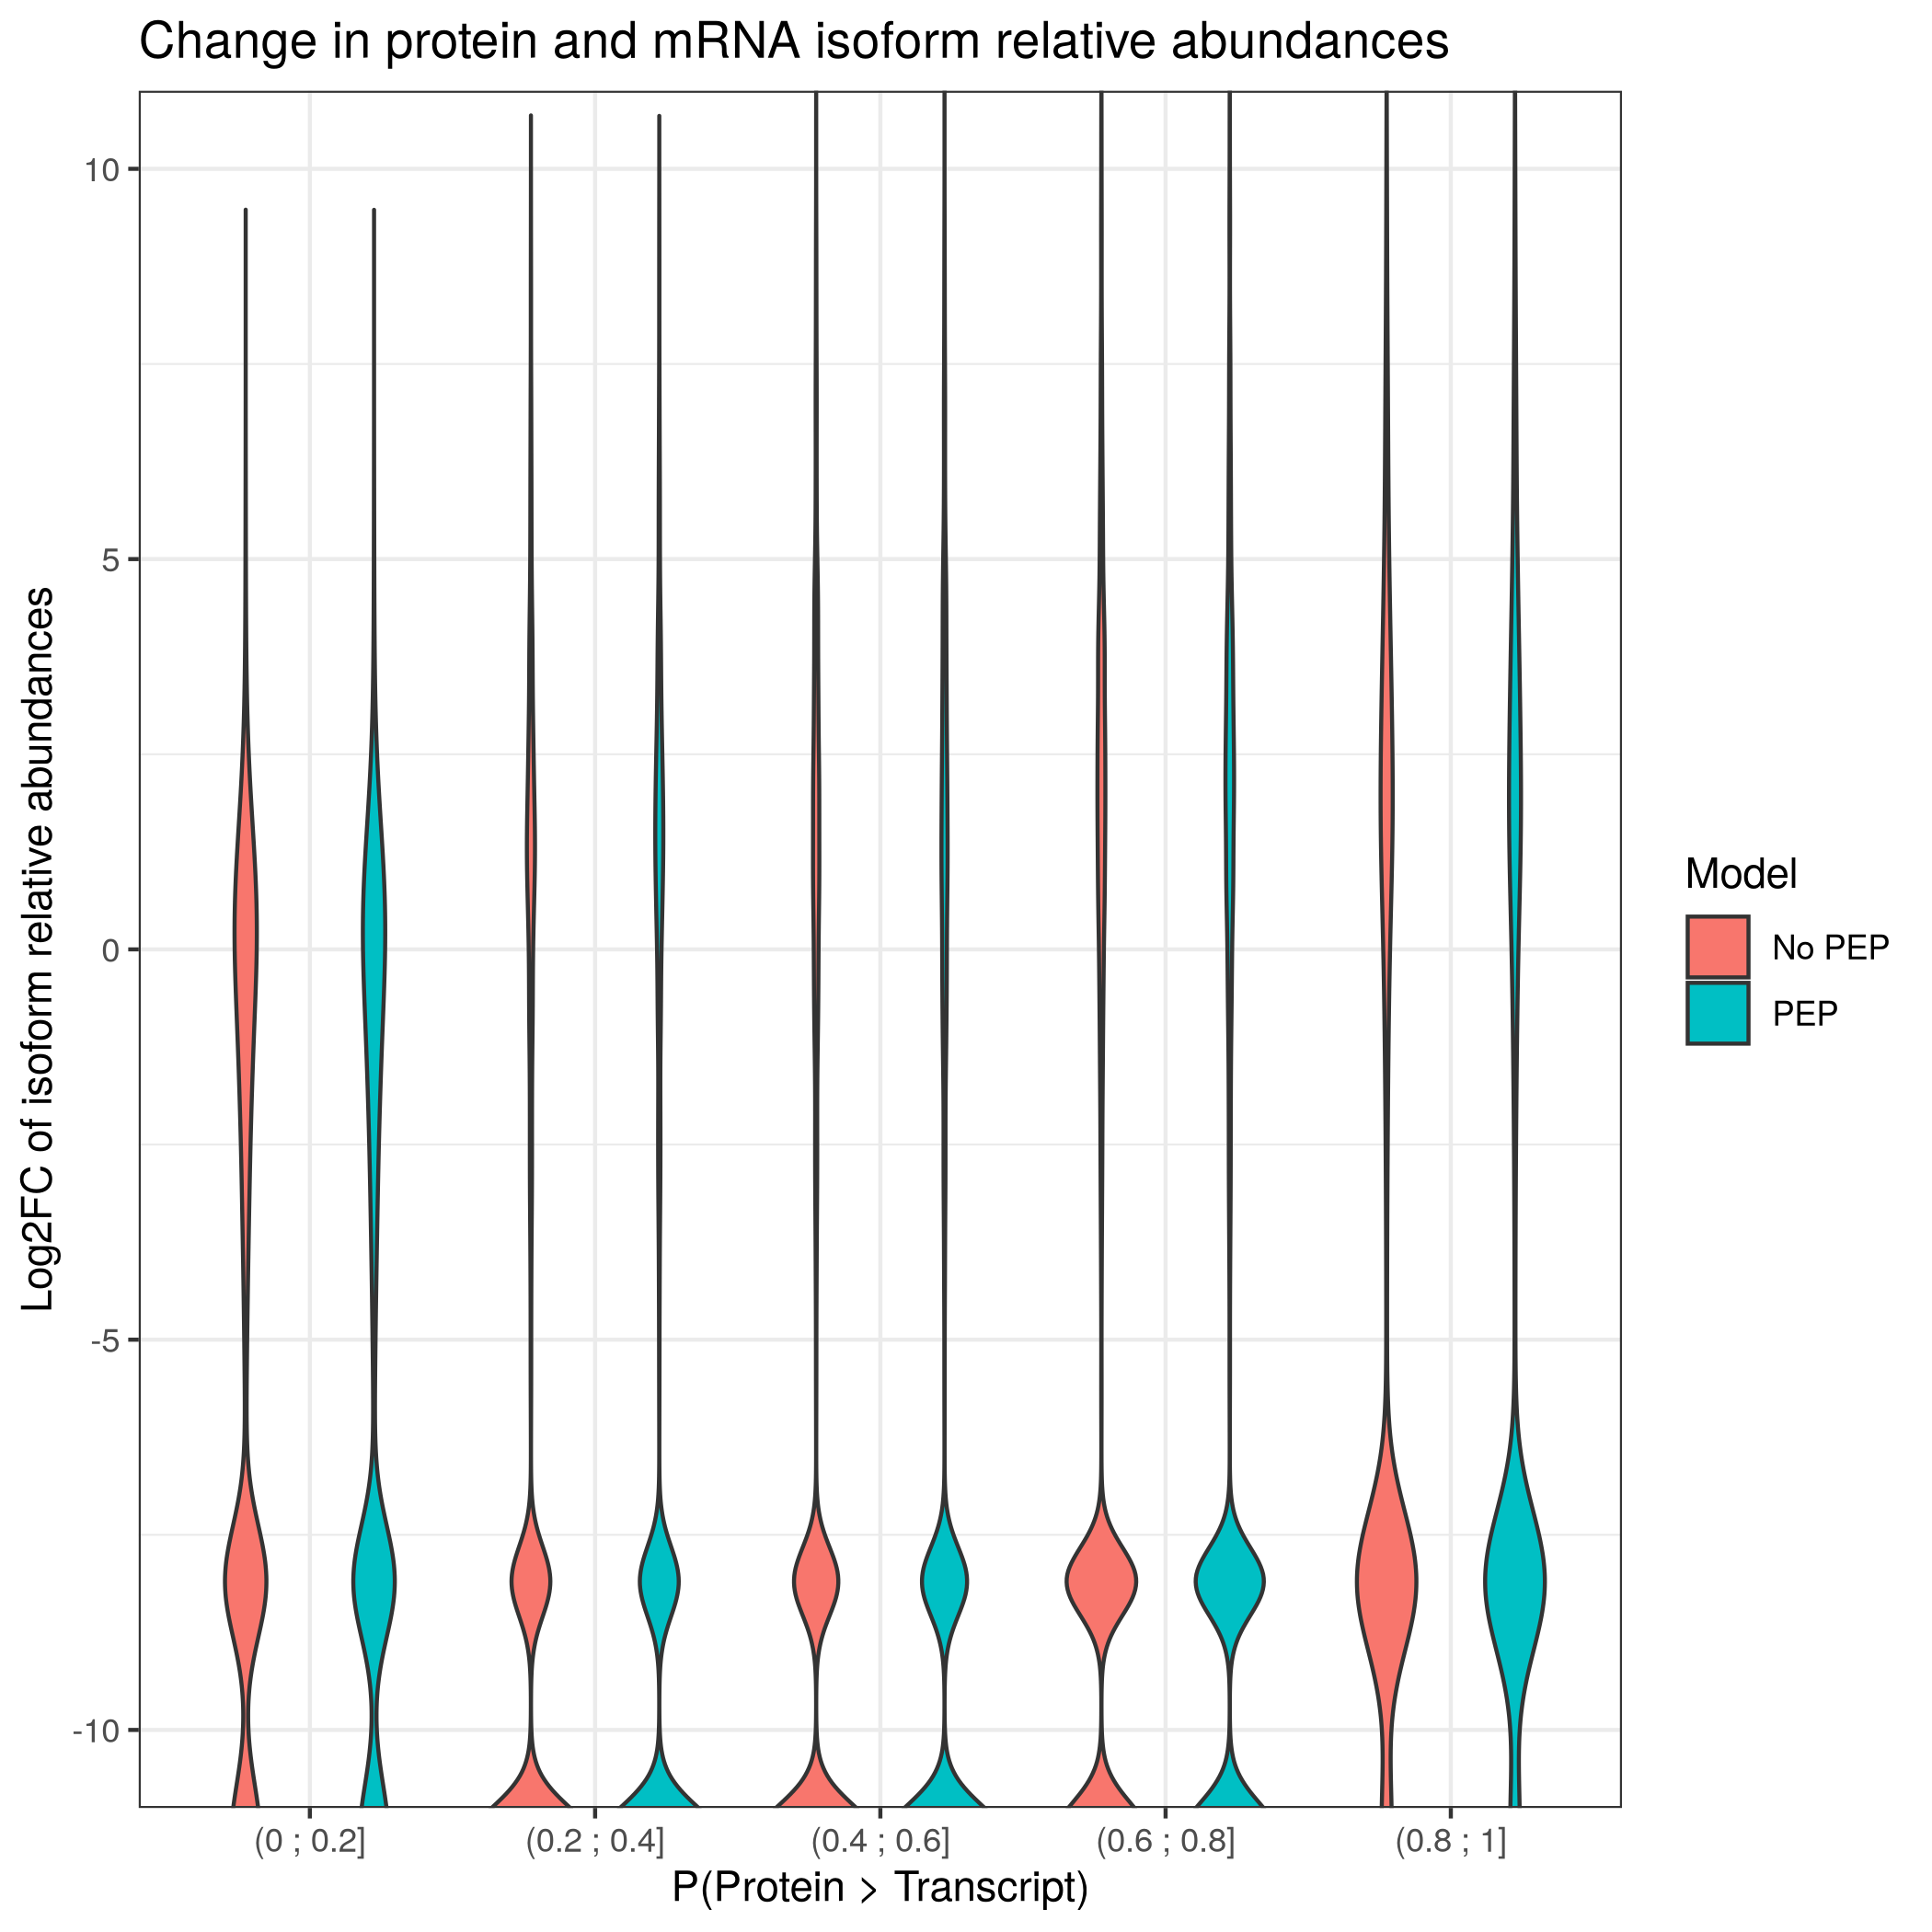 Change in protein and mRNA isoform relative abundances
Log2FC of isoform relative abundances
10
5
0
-5
-10
(0 ; 0.2]
(0.2 ; 0.4]
(0.4 ; 0.6]
(0.6 ; 0.8]
(0.8 ; 1]
P(Protein > Transcript)
Model
No PEP
PEP